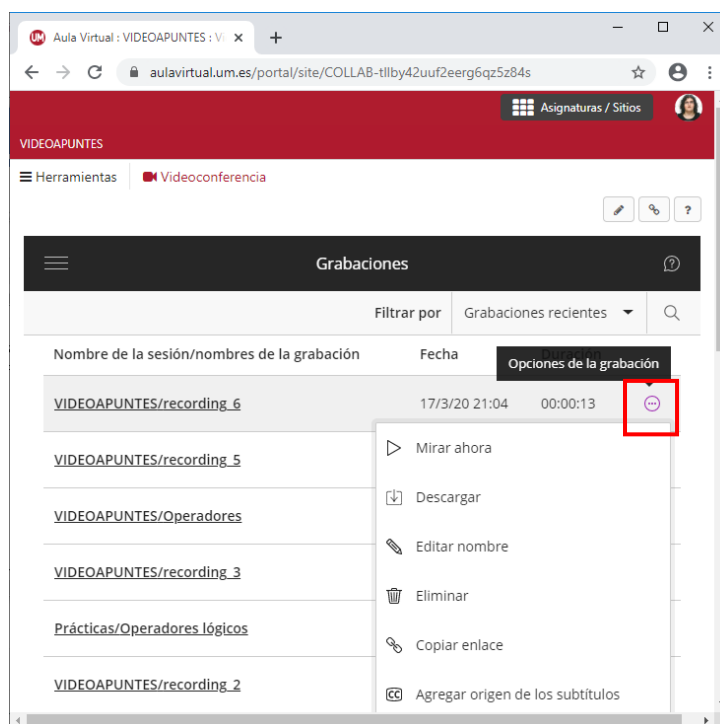 Aula Virtual : VIDEOAPUNTES : V
aulavirtual.um.es/portal/site/COLLAB-tllby42uuf2eerg6qz5z84s
Asignaturas / Sitios
VIDEOAPUNTES
Herramientas Videoconferencia
Grabaciones
Filtrar por Grabaciones recientes
Nombre de la sesión/nombres de la grabación Fecha Duración
Opciones de la grabación
VIDEOAPUNTES/recording_6 17/3/20 21:04 00:00:13
Mirar ahora
VIDEOAPUNTES/recording_5
Descargar
VIDEOAPUNTES/Operadores
Editar nombre
VIDEOAPUNTES/recording_3
Eliminar
Prácticas/Operadores lógicos
Copiar enlace
VIDEOAPUNTES/recording_2
CC Agregar origen de los subtítulos